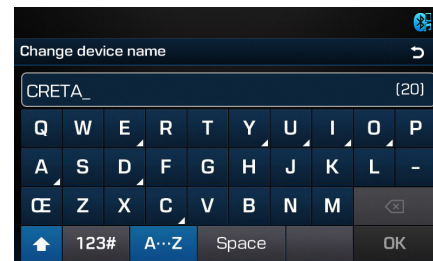 Change device name
CRETA_ (20)
Q W E R T Y U I O P
A S D F G H J K L -
Œ Z X C V B N M
123# A···Z Space OK